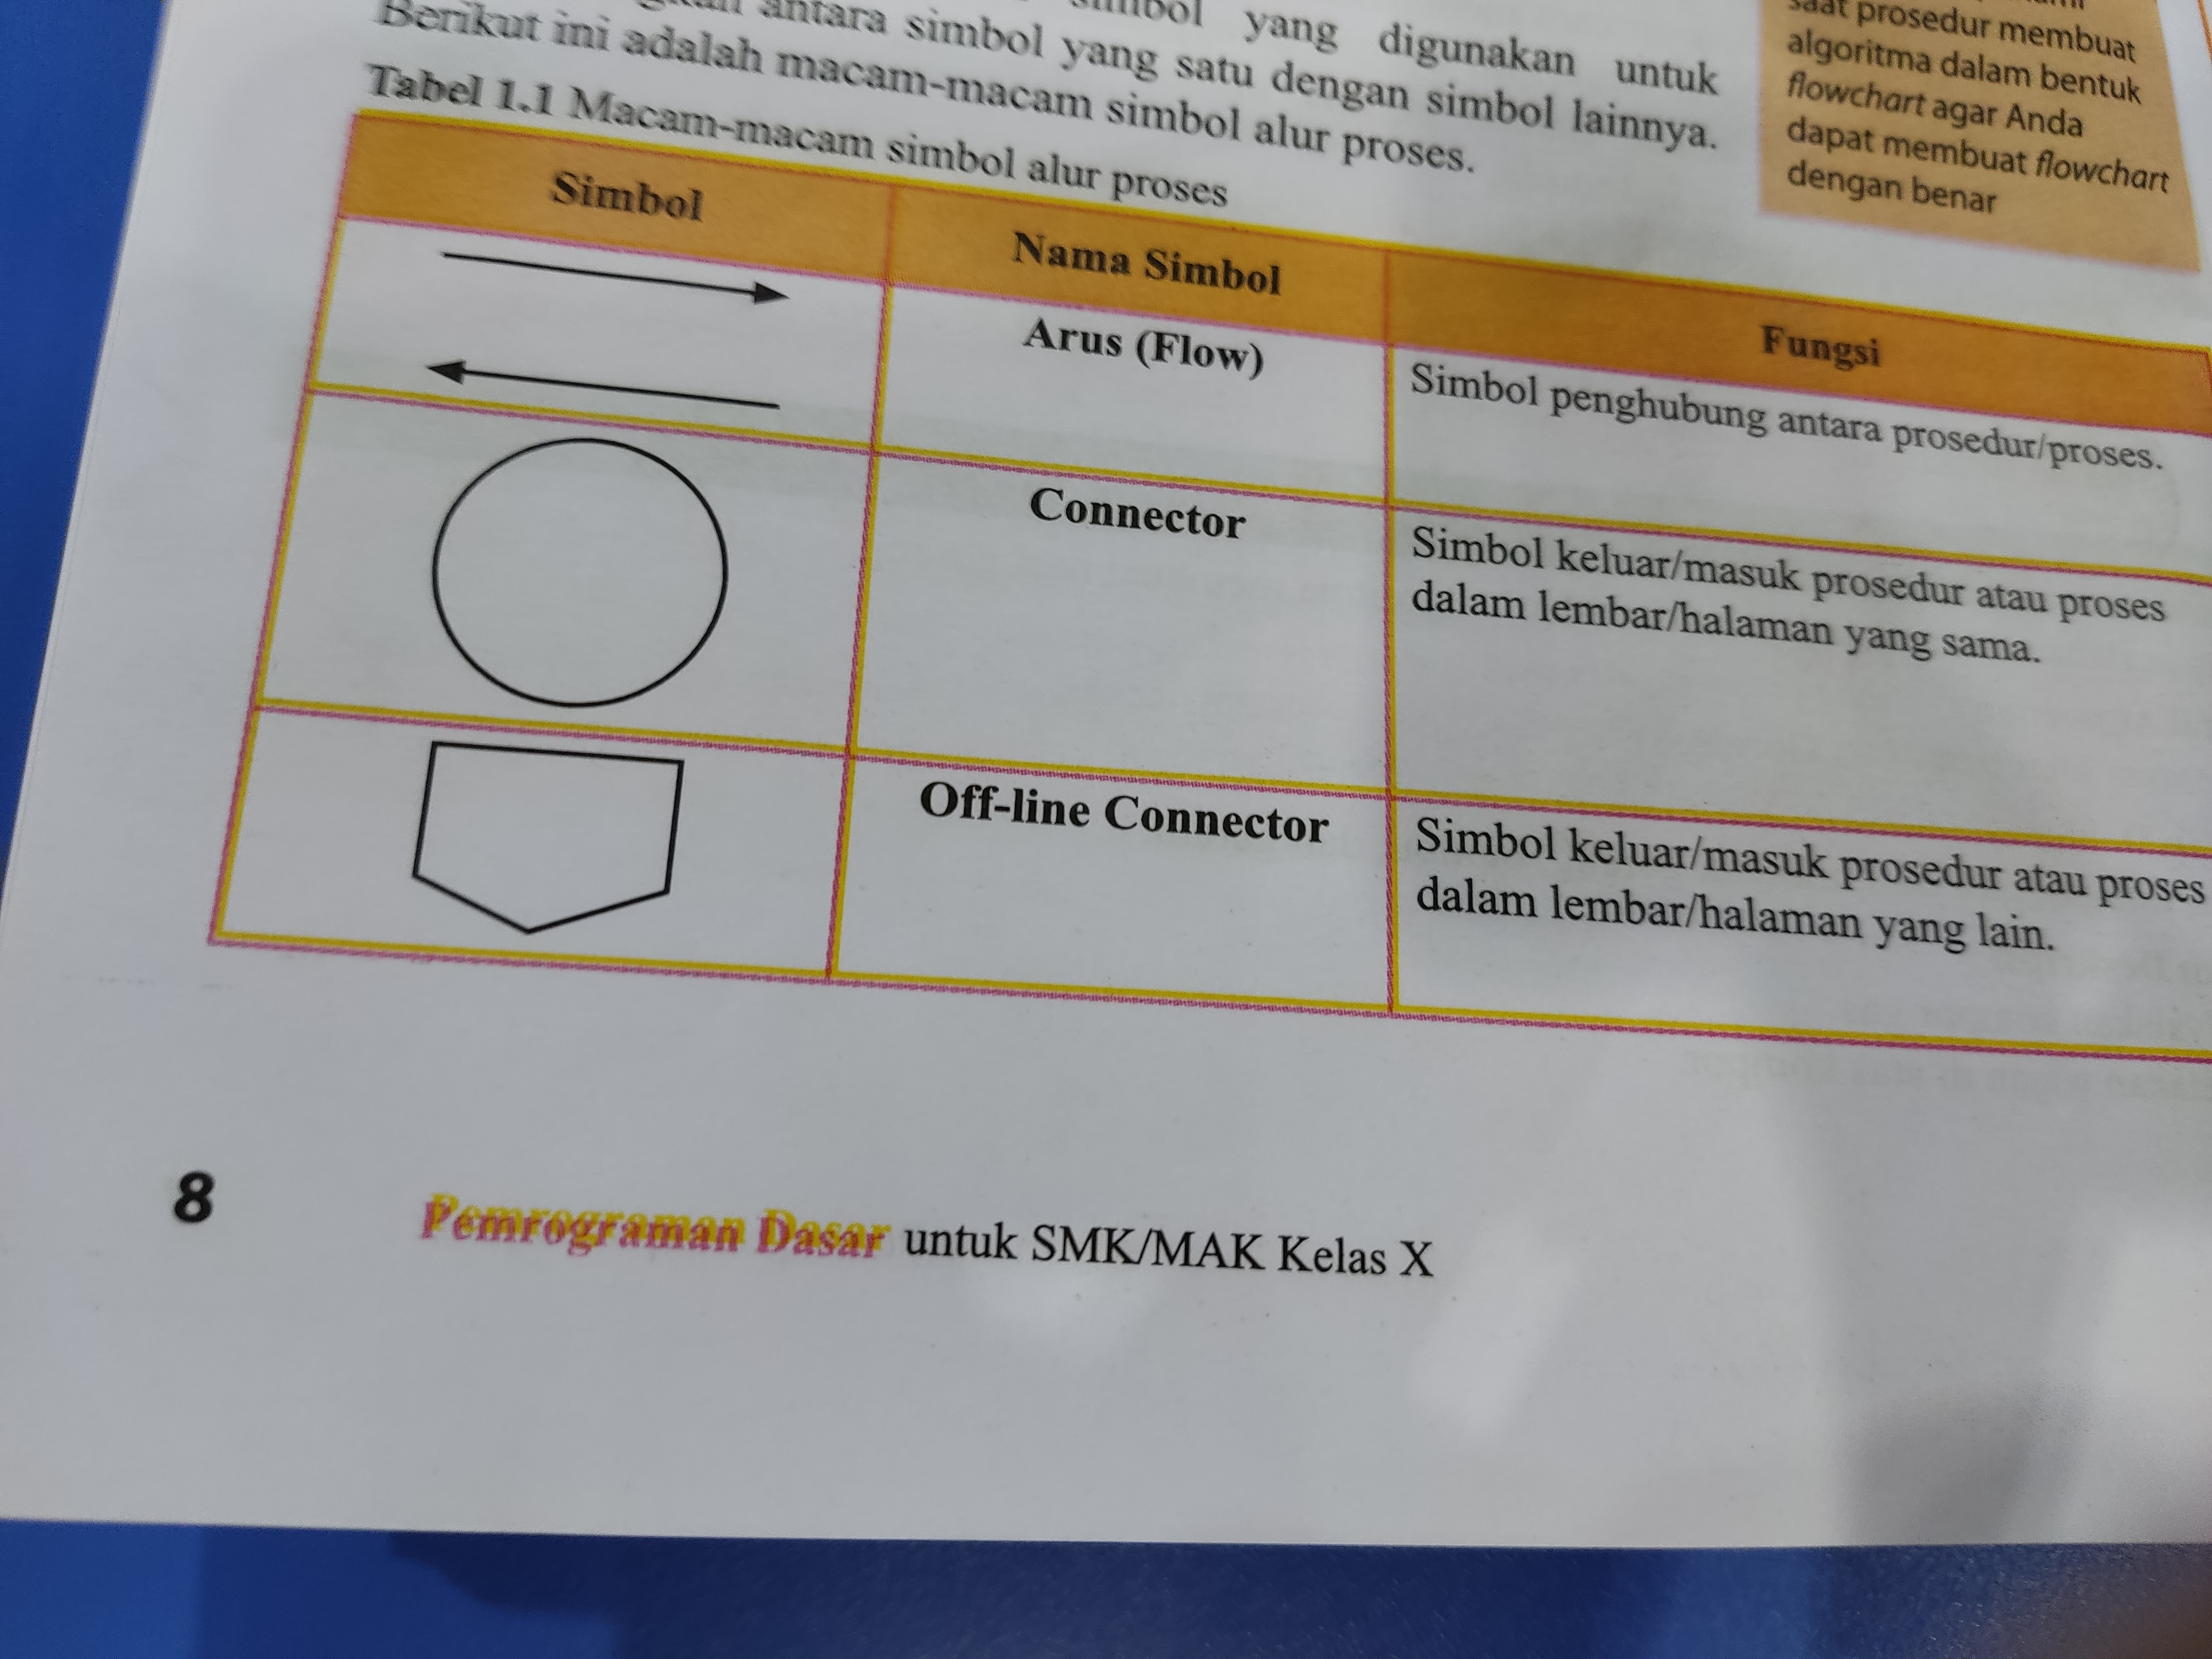 antara simbol yang digunakan untuk
Berikut ini adalah macam-macam simbol yang satu dengan simbol lainnya.
Tabel 1.1 Macam-macam simbol alur proses.
simbol alur proses
prosedur membuat
algoritma dalam bentuk
flowchart agar Anda
dapat membuat flowchart
dengan benar
Simbol Nama Simbol Fungsi
Arus (Flow) Simbol penghubung antara prosedur/proses.
Connector Simbol keluar/masuk prosedur atau proses
dalam lembar/halaman yang sama.
Off-line Connector Simbol keluar/masuk prosedur atau proses
dalam lembar/halaman yang lain.
8 Pemrograman Dasar untuk SMK/MAK Kelas X